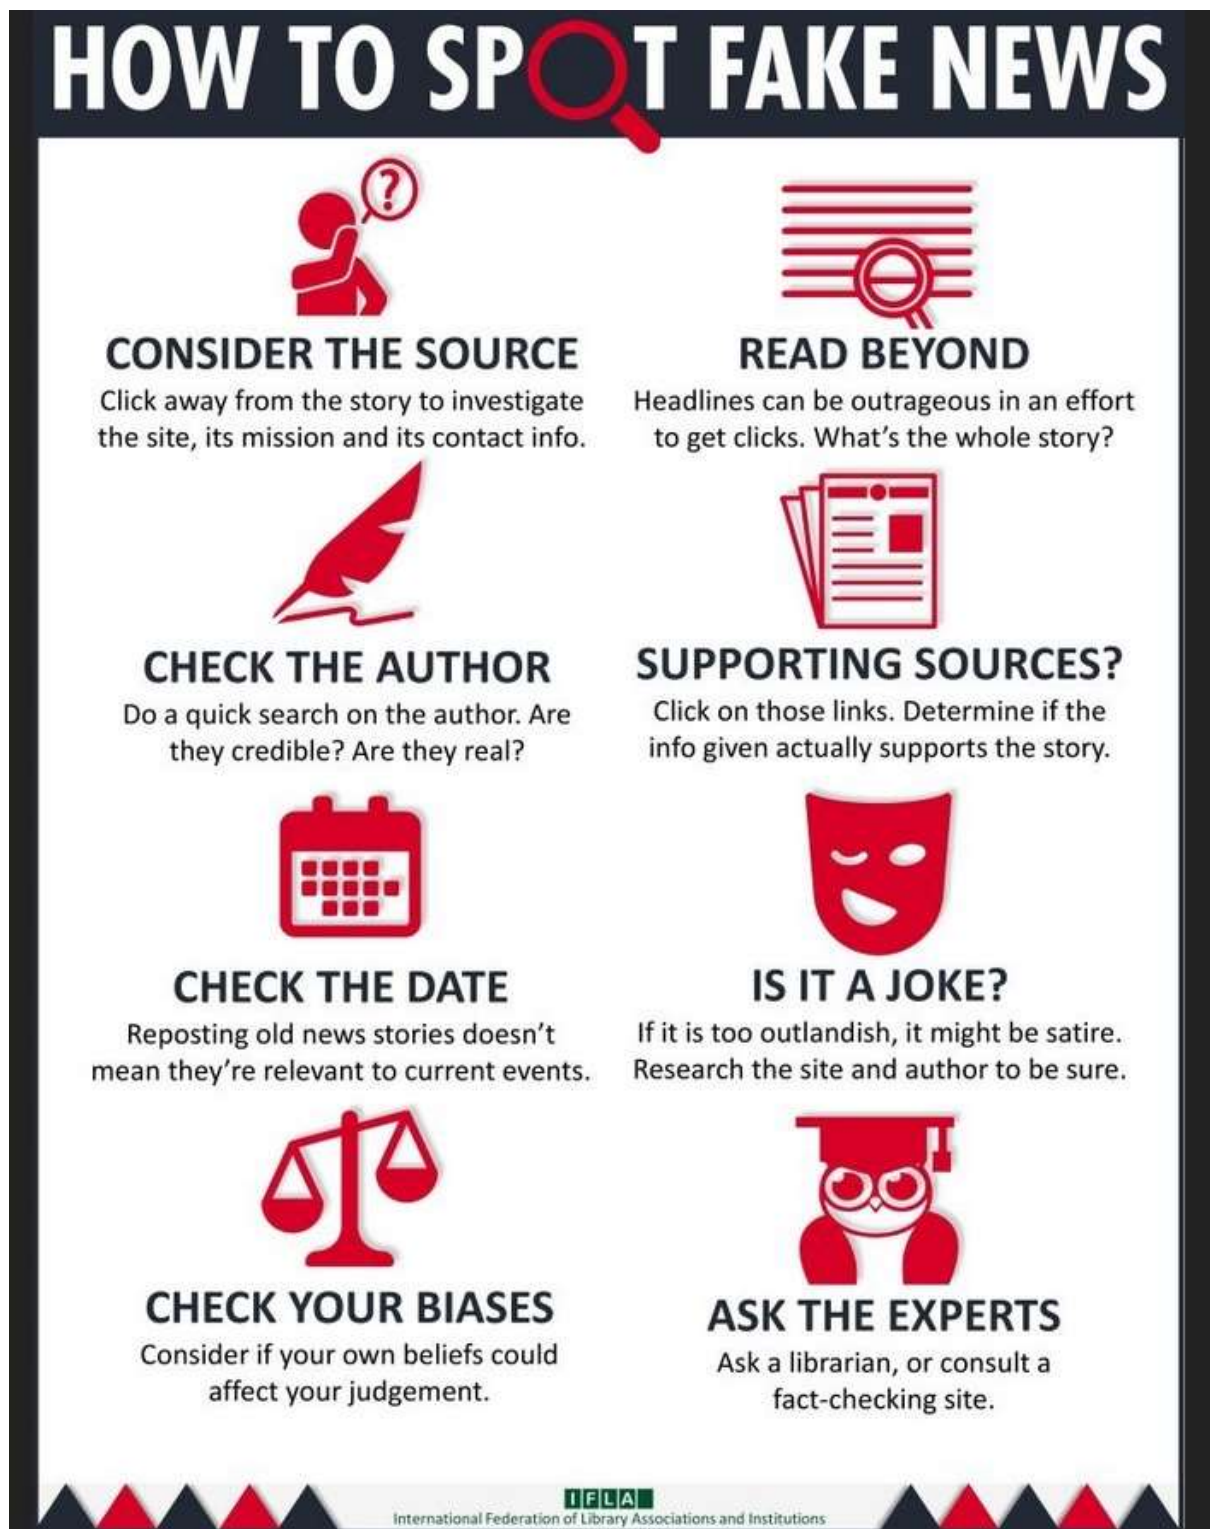 HOW TO SPOT FAKE NEWS
?
CONSIDER THE SOURCE
Click away from the story to investigate
the site, its mission and its contact info.
READ BEYOND
Headlines can be outrageous in an effort
to get clicks. What's the whole story?
CHECK THE AUTHOR
Do a quick search on the author. Are
they credible? Are they real?
SUPPORTING SOURCES?
Click on those links. Determine if the
info given actually supports the story.
CHECK THE DATE
Reposting old news stories doesn't
mean they're relevant to current events.
IS IT A JOKE?
If it is too outlandish, it might be satire.
Research the site and author to be sure.
CHECK YOUR BIASES
Consider if your own beliefs could
affect your judgement.
ASK THE EXPERTS
Ask a librarian, or consult a
fact-checking site.
IFLA
International Federation of Library Associations and Institutions